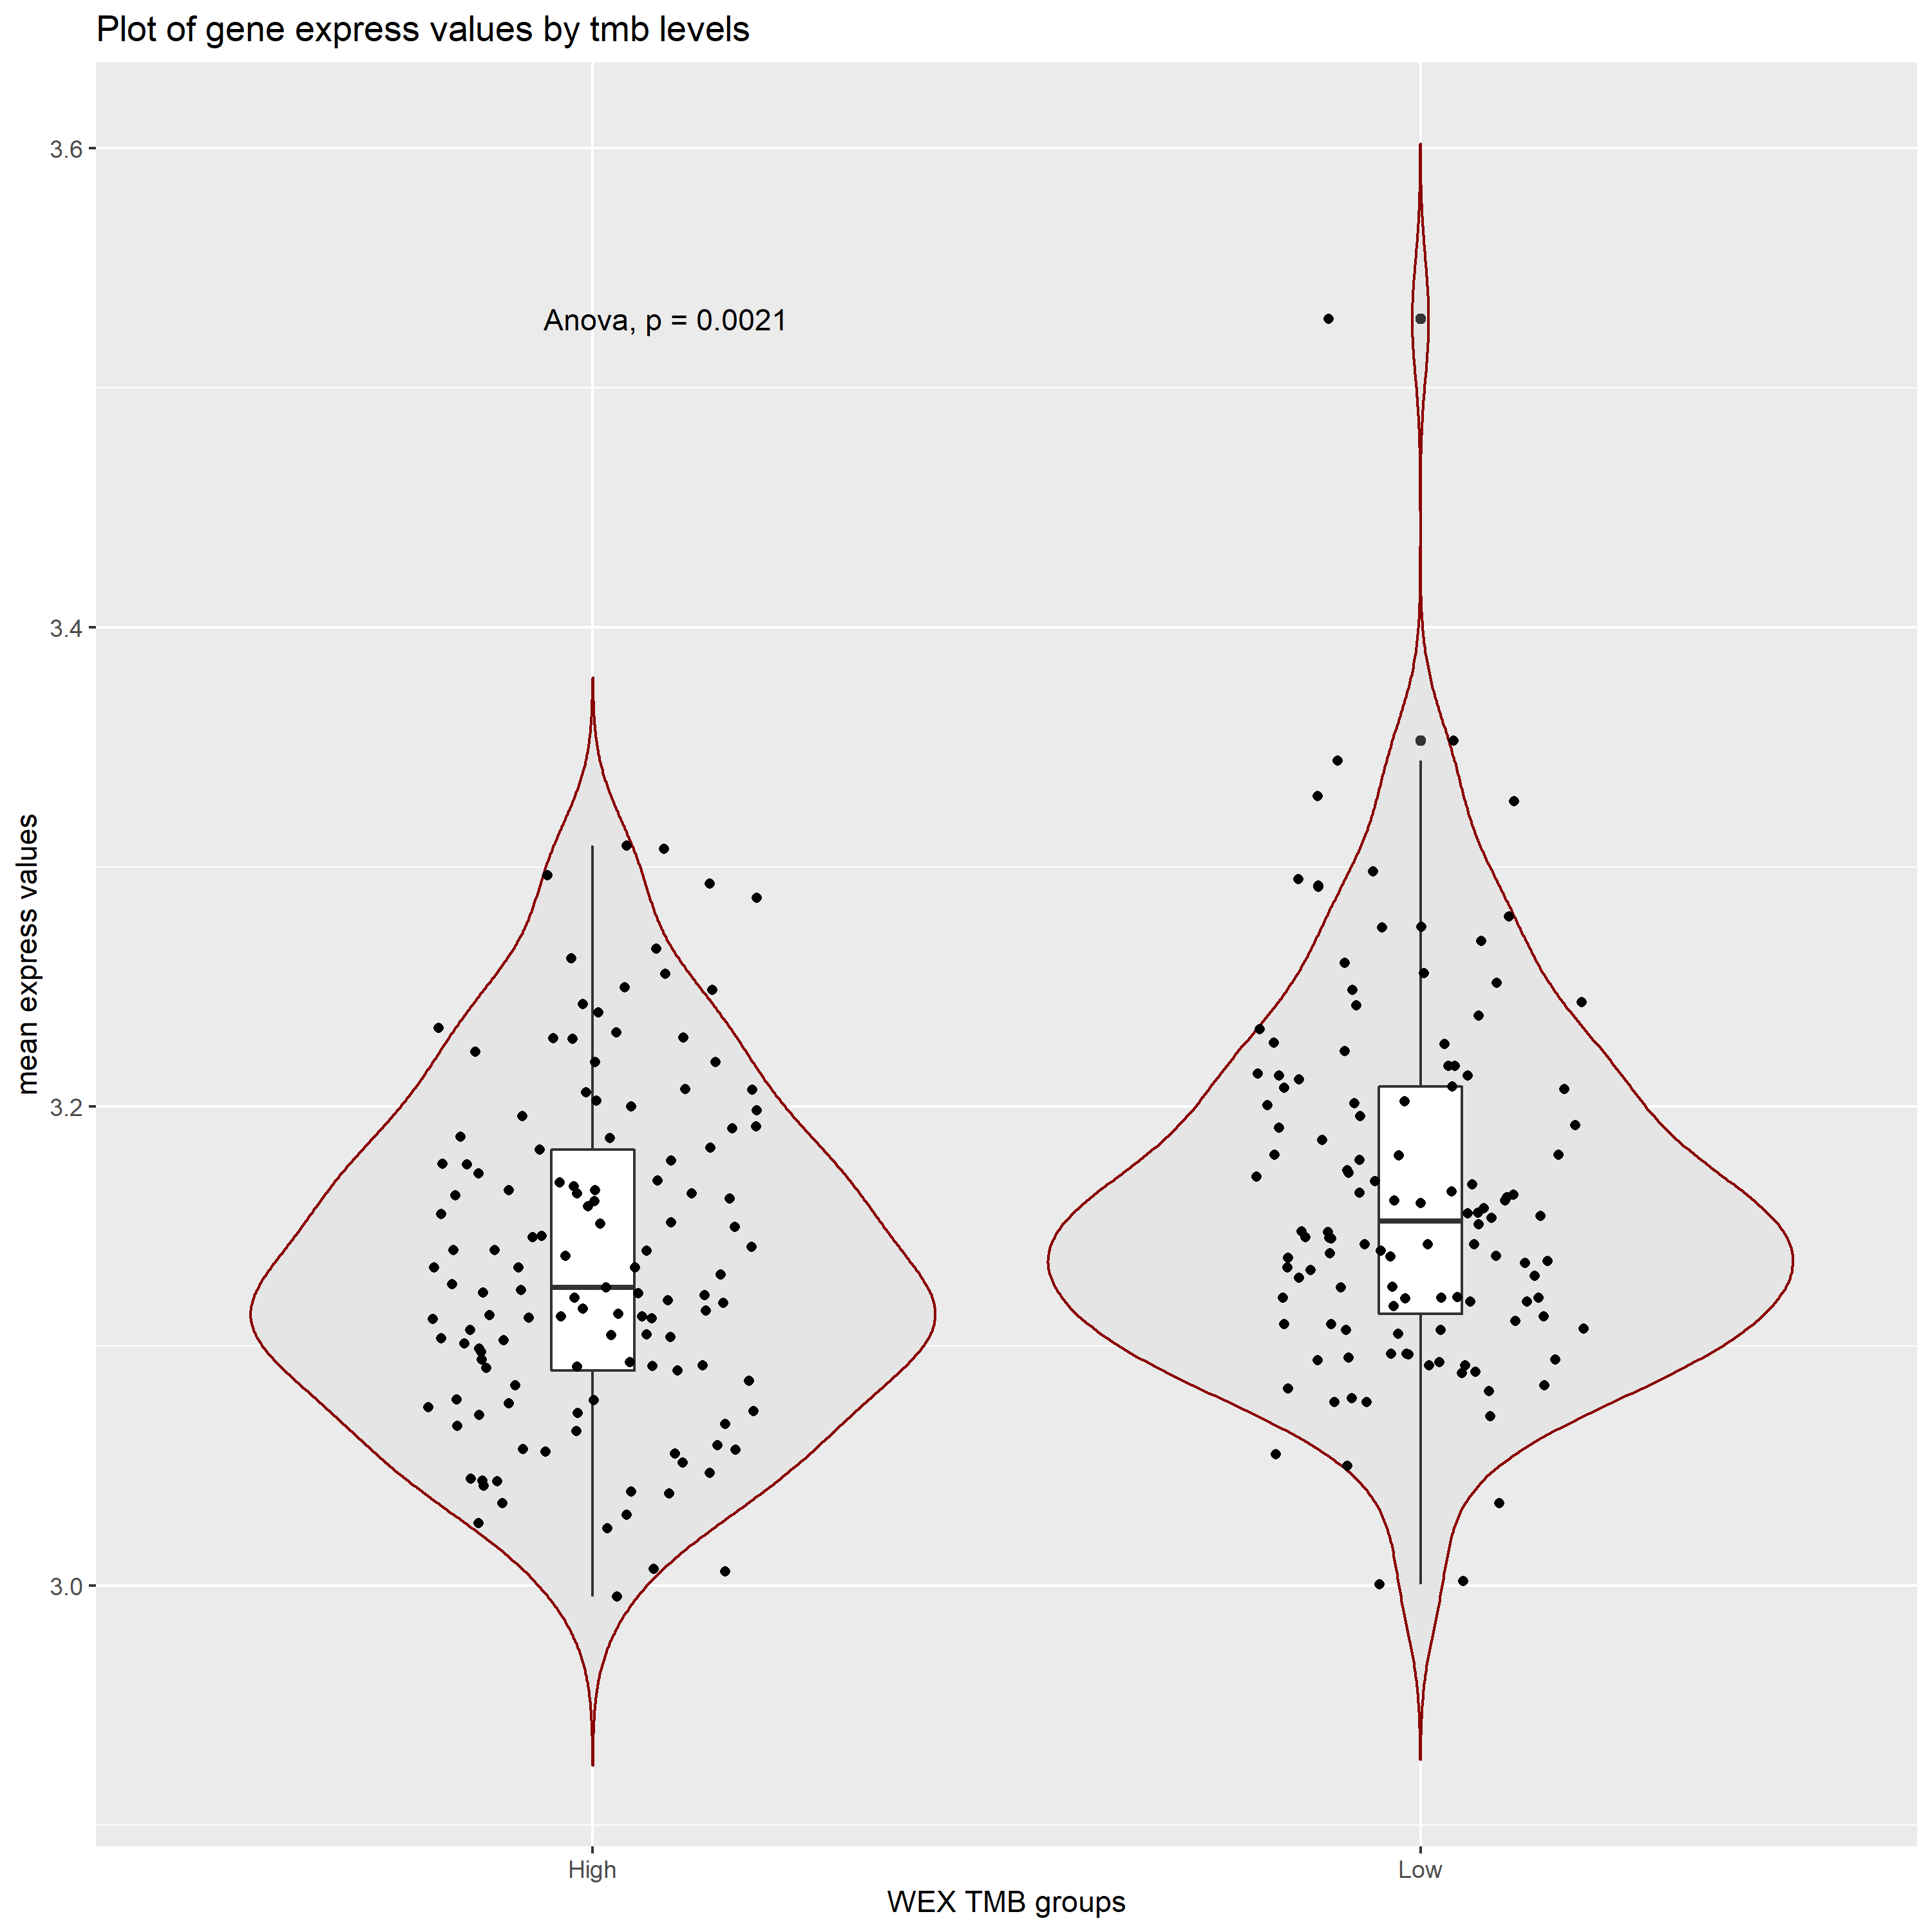 Plot of gene express values by tmb levels
3.6
Anova, p = 0.0021
3.4
mean express values
3.2
3.0
High
Low
WEX TMB groups